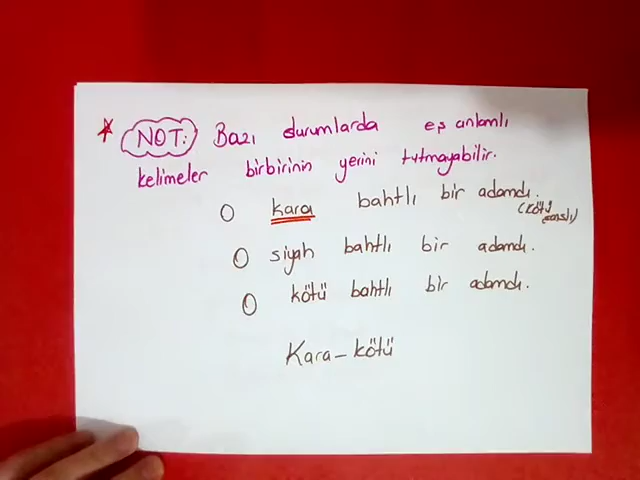 NOT: Bazı durumlarda eş anlamlı
kelimeler birbirinin yerini tutmayabilir.
O kara bahtlı bir adamdı.
(kötü şanslı)
O siyah bahtlı bir adamdı.
O kötü bahtlı bir adamdı.
Kara - kötü